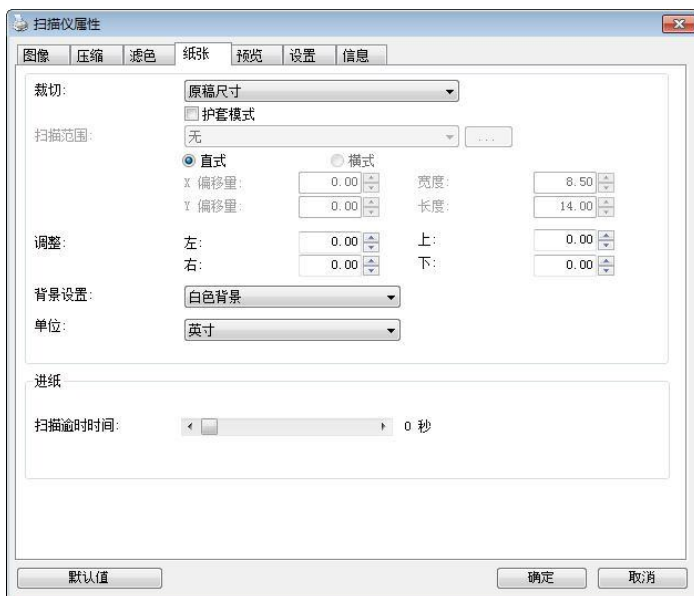 扫描仪属性
图像 压缩 滤色 纸张 预览 设置 信息
裁切: 原稿尺寸
护套模式
扫描范围: 无 ...
直式 横式
X 偏移量: 0.00 宽度: 8.50
Y 偏移量: 0.00 长度: 14.00
调整: 左: 0.00 上: 0.00
右: 0.00 下: 0.00
背景设置: 白色背景
单位: 英寸
进纸
扫描逾时时间: 0 秒
默认值 确定 取消